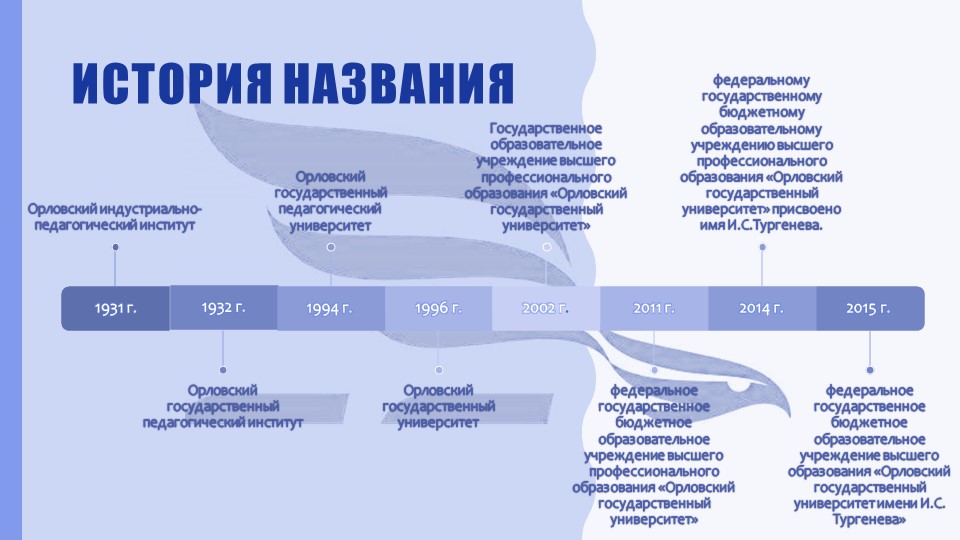 ИСТОРИЯ НАЗВАНИЯ
Орловский индустриально-
педагогический институт
Орловский
государственный
педагогический
университет
Государственное
образовательное
учреждение высшего
профессионального
образования «Орловский
государственный
университет»
федеральному
государственному
бюджетному
образовательному
учреждению высшего
профессионального
образования «Орловский
государственный
университет» присвоено
имя И.С.Тургенева.
1931 г.
1932 г.
1994 г.
1996 г.
2002 г.
2011 г.
2014 г.
2015 г.
Орловский
государственный
педагогический институт
Орловский
государственный
университет
федеральное
государственное
бюджетное
образовательное
учреждение высшего
профессионального
образования «Орловский
государственный
университет»
федеральное
государственное
бюджетное
образовательное
учреждение высшего
образования «Орловский
государственный
университет имени И.С.
Тургенева»